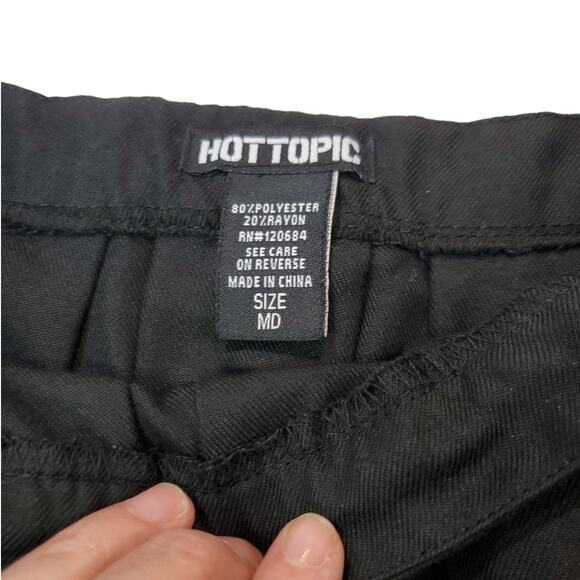 HOTTOPIC
80%POLYESTER
20%RAYON
RN#120684
SEE CARE
ON REVERSE
MADE IN CHINA
SIZE
MD